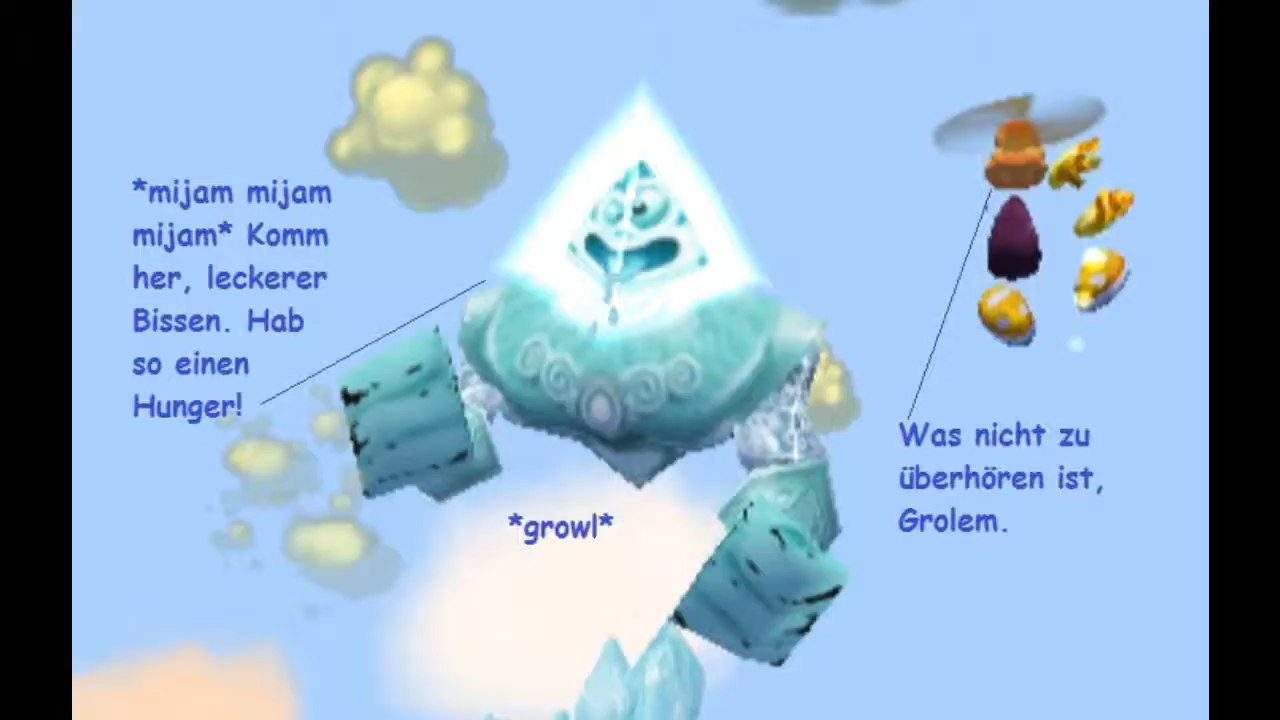 *mijam mijam
mijam* Komm
her, leckerer
Bissen. Hab
so einen
Hunger!
*growl*
Was nicht zu
überhören ist,
Grolem.